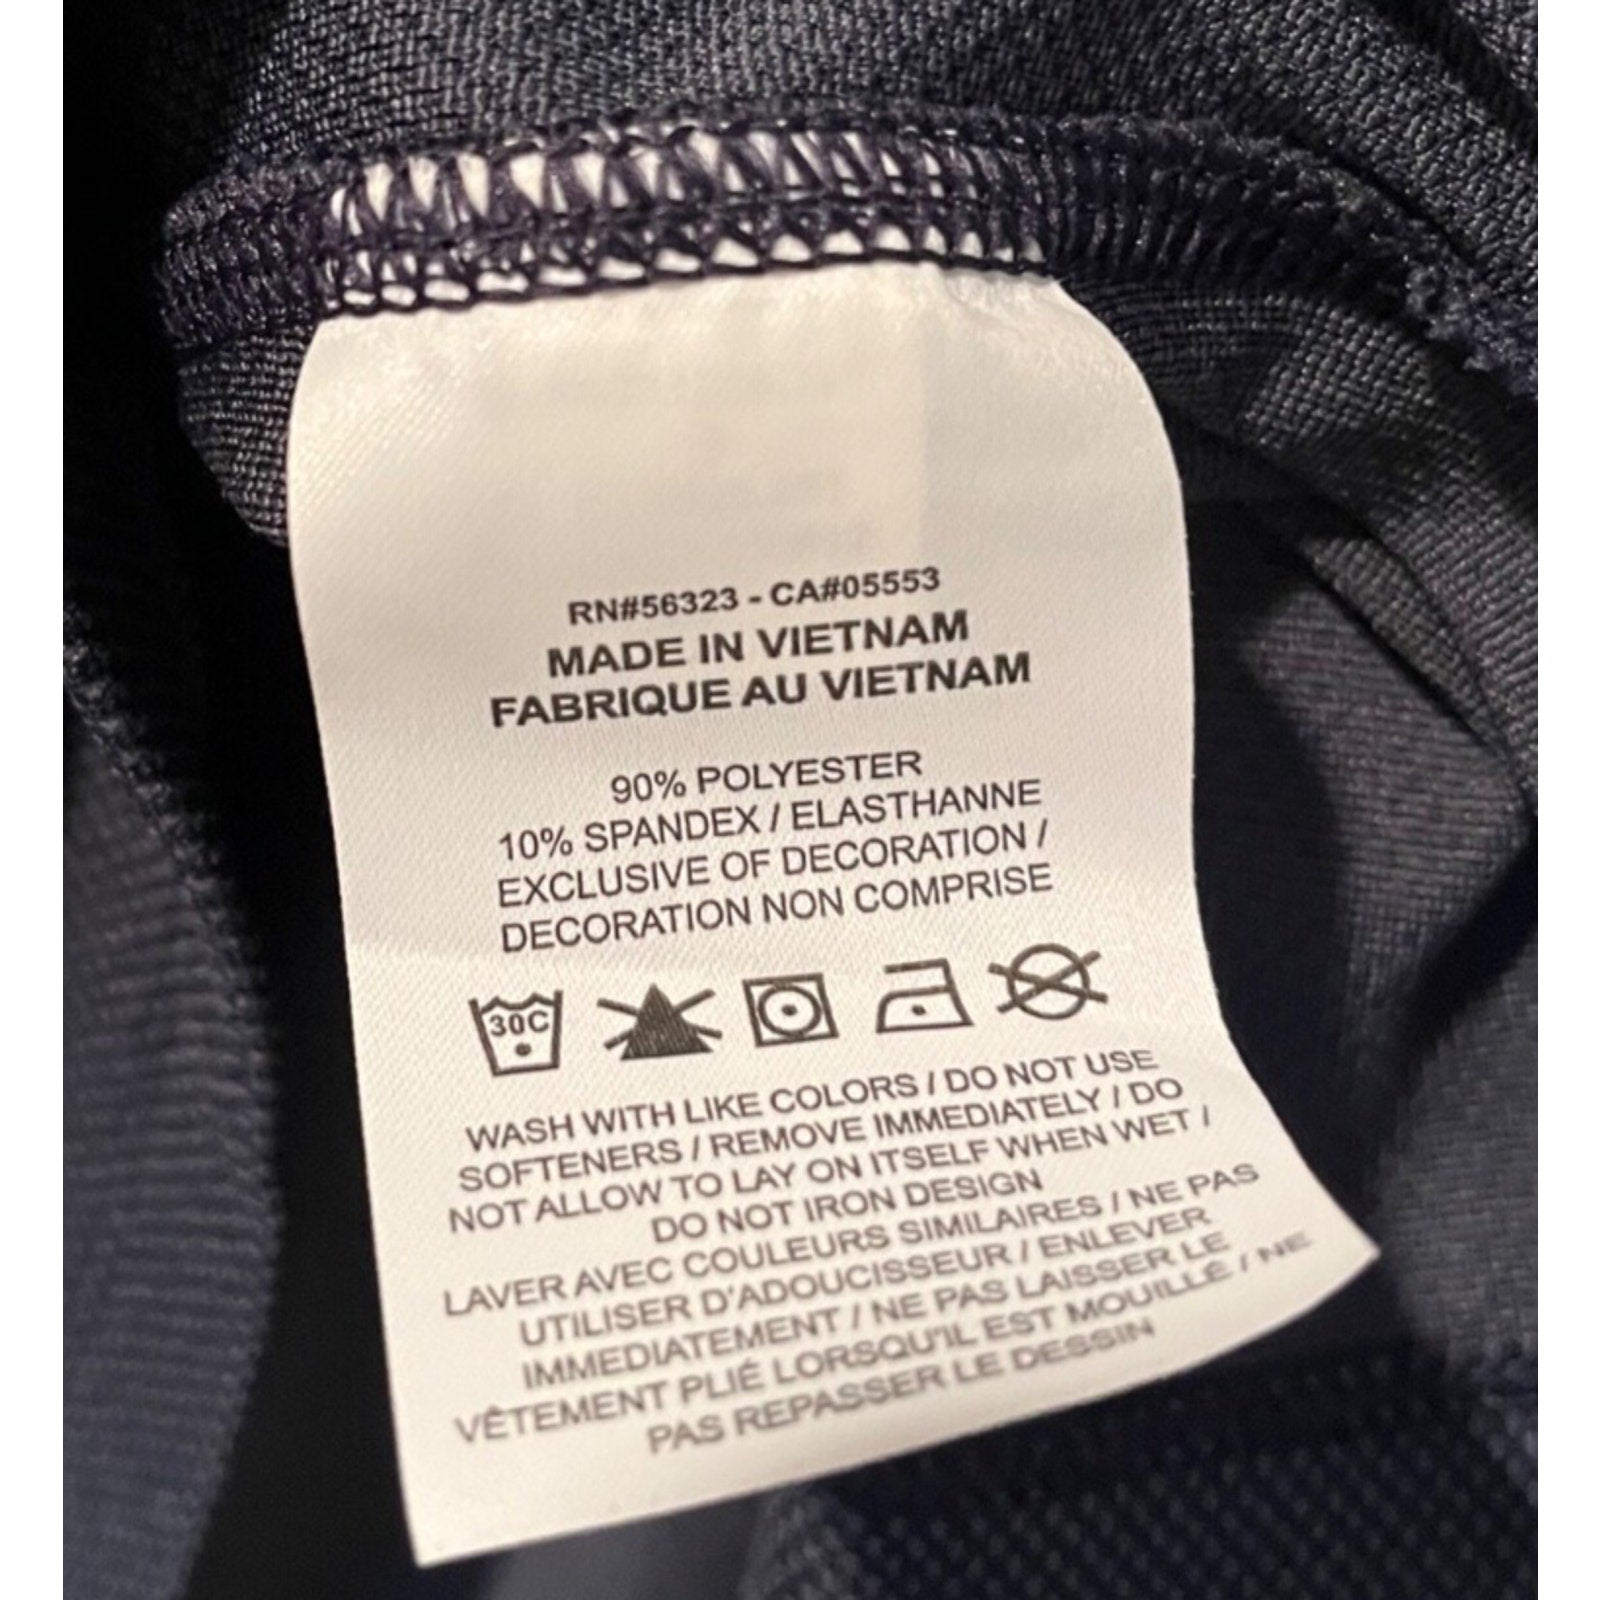 RN#56323 - CA#05553
MADE IN VIETNAM
FABRIQUE AU VIETNAM
90% POLYESTER
10% SPANDEX / ELASTHANNE
EXCLUSIVE OF DECORATION /
DECORATION NON COMPRISE
30C
WASH WITH LIKE COLORS / DO NOT USE
SOFTENERS / REMOVE IMMEDIATELY / DO
NOT ALLOW TO LAY ON ITSELF WHEN WET /
DO NOT IRON DESIGN
LAVER AVEC COULEURS SIMILAIRES / NE PAS
UTILISER D'ADOUCISSEUR / ENLEVER
IMMEDIATEMENT / NE PAS LAISSER LE
VÊTEMENT PLIÉ LORSQU'IL EST MOUILLÉ / NE
PAS REPASSER LE DESSIN